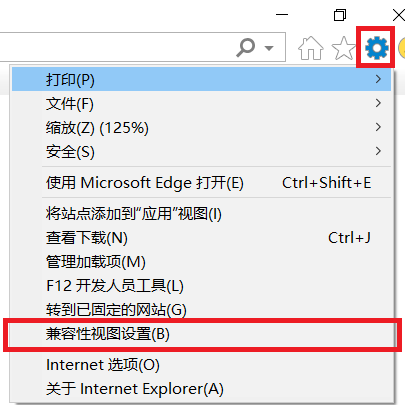 打印(P)
文件(F)
缩放(Z) (125%)
安全(S)
使用 Microsoft Edge 打开(E) Ctrl+Shift+E
将站点添加到“应用”视图(I)
查看下载(N) Ctrl+J
管理加载项(M)
F12 开发人员工具(L)
转到已固定的网站(G)
兼容性视图设置(B)
Internet 选项(O)
关于 Internet Explorer(A)